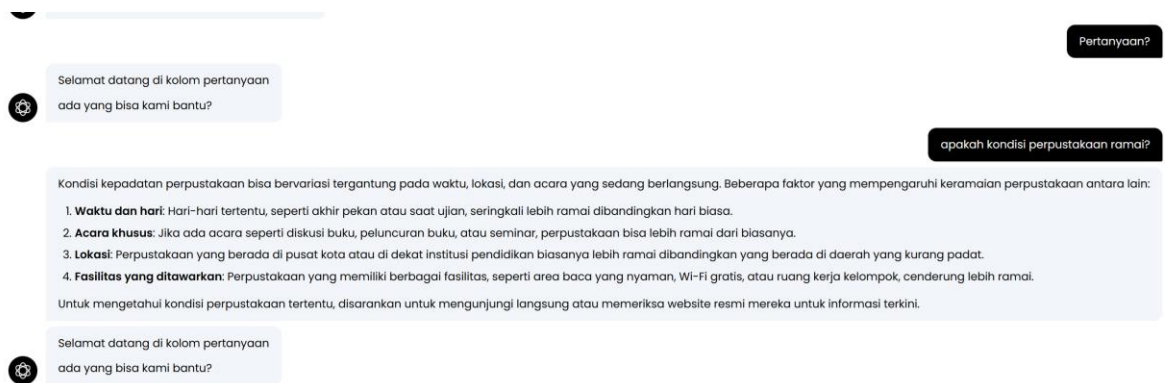 Pertanyaan?
Selamat datang di kolom pertanyaan
ada yang bisa kami bantu?
apakah kondisi perpustakaan ramai?
Kondisi kepadatan perpustakaan bisa bervariasi tergantung pada waktu, lokasi, dan acara yang sedang berlangsung. Beberapa faktor yang mempengaruhi keramaian perpustakaan antara lain:
1. Waktu dan hari: Hari-hari tertentu, seperti akhir pekan atau saat ujian, seringkali lebih ramai dibandingkan hari biasa.
2. Acara khusus: Jika ada acara seperti diskusi buku, peluncuran buku, atau seminar, perpustakaan bisa lebih ramai dari biasanya.
3. Lokasi: Perpustakaan yang berada di pusat kota atau di dekat institusi pendidikan biasanya lebih ramai dibandingkan yang berada di daerah yang kurang padat.
4. Fasilitas yang ditawarkan: Perpustakaan yang memiliki berbagai fasilitas, seperti area baca yang nyaman, Wi-Fi gratis, atau ruang kerja kelompok, cenderung lebih ramai.
Untuk mengetahui kondisi perpustakaan tertentu, disarankan untuk mengunjungi langsung atau memeriksa website resmi mereka untuk informasi terkini.
Selamat datang di kolom pertanyaan
ada yang bisa kami bantu?